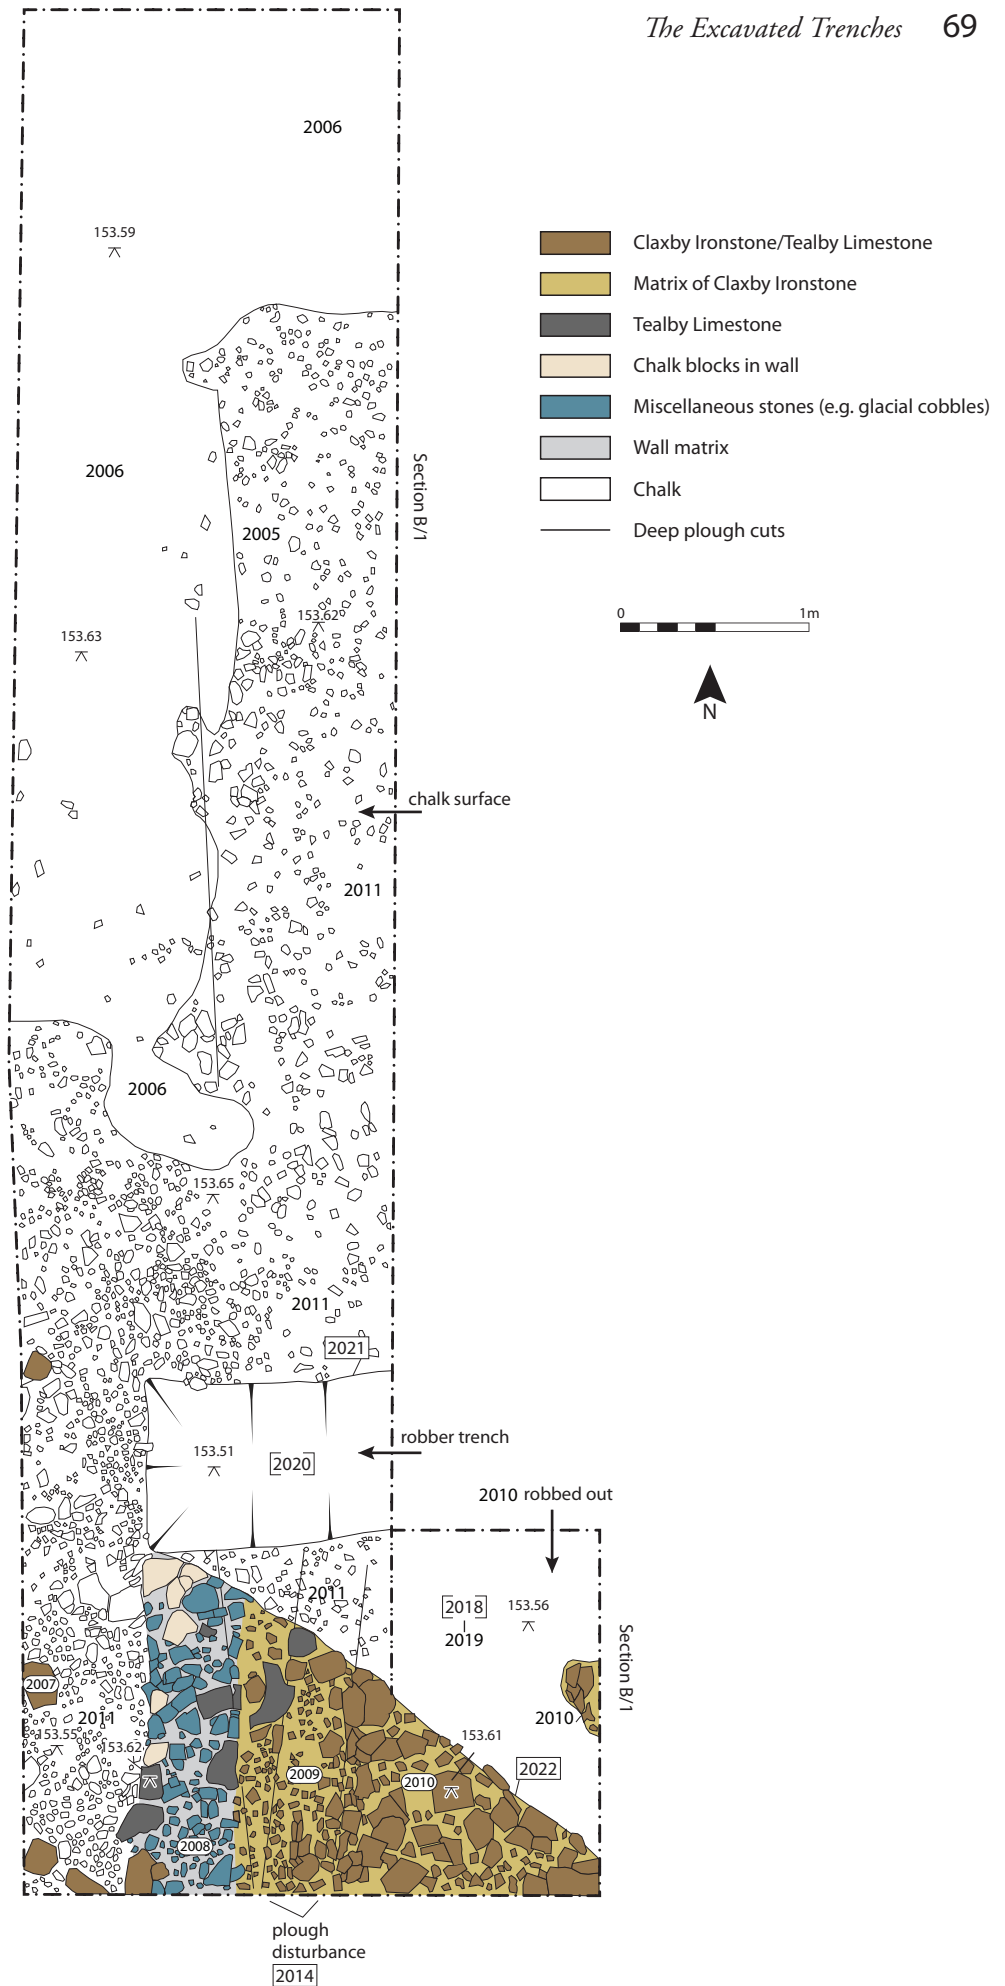 The Excavated Trenches 69
2006
153.59
Claxby Ironstone/Tealby Limestone
Matrix of Claxby Ironstone
Tealby Limestone
Chalk blocks in wall
Miscellaneous stones (e.g. glacial cobbles)
Wall matrix
Chalk
Deep plough cuts
2006
Section B/1
2005
153.62
153.63
0 1m
N
chalk surface
2011
2006
153.65
2011
2021
robber trench
153.51
2020
2010 robbed out
2011
2018
2019
153.56
Section B/1
2007
2011
2010
153.55
153.62
153.61
2022
2009
2010
2008
plough
disturbance
2014